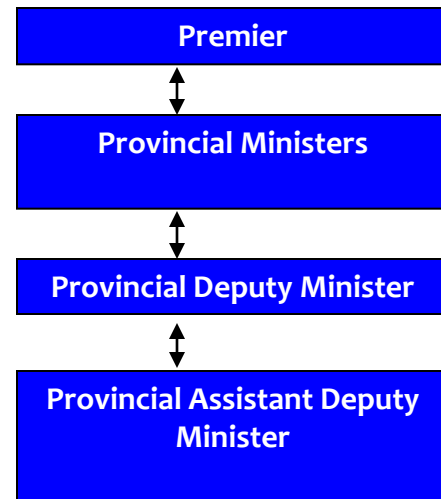 Premier
Provincial Ministers
Provincial Deputy Minister
Provincial Assistant Deputy
Minister